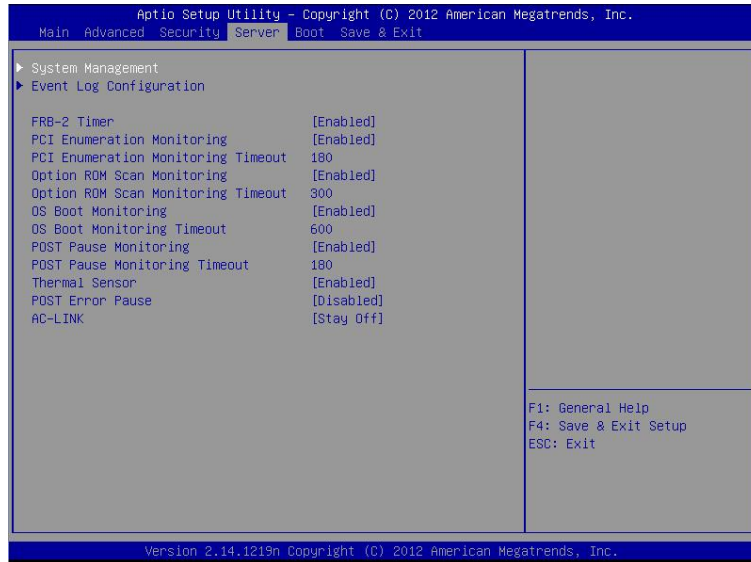 Aptio Setup Utility – Copyright (C) 2012 American Megatrends, Inc.
Main Advanced Security Server Boot Save & Exit
System Management
Event Log Configuration
FRB-2 Timer [Enabled]
PCI Enumeration Monitoring [Enabled]
PCI Enumeration Monitoring Timeout 180
Option ROM Scan Monitoring [Enabled]
Option ROM Scan Monitoring Timeout 300
OS Boot Monitoring [Enabled]
OS Boot Monitoring Timeout 600
POST Pause Monitoring [Enabled]
POST Pause Monitoring Timeout 180
Thermal Sensor [Enabled]
POST Error Pause [Disabled]
AC-LINK [Stay Off]
F1: General Help
F4: Save & Exit Setup
ESC: Exit
Version 2.14.1219n Copyright (C) 2012 American Megatrends, Inc.